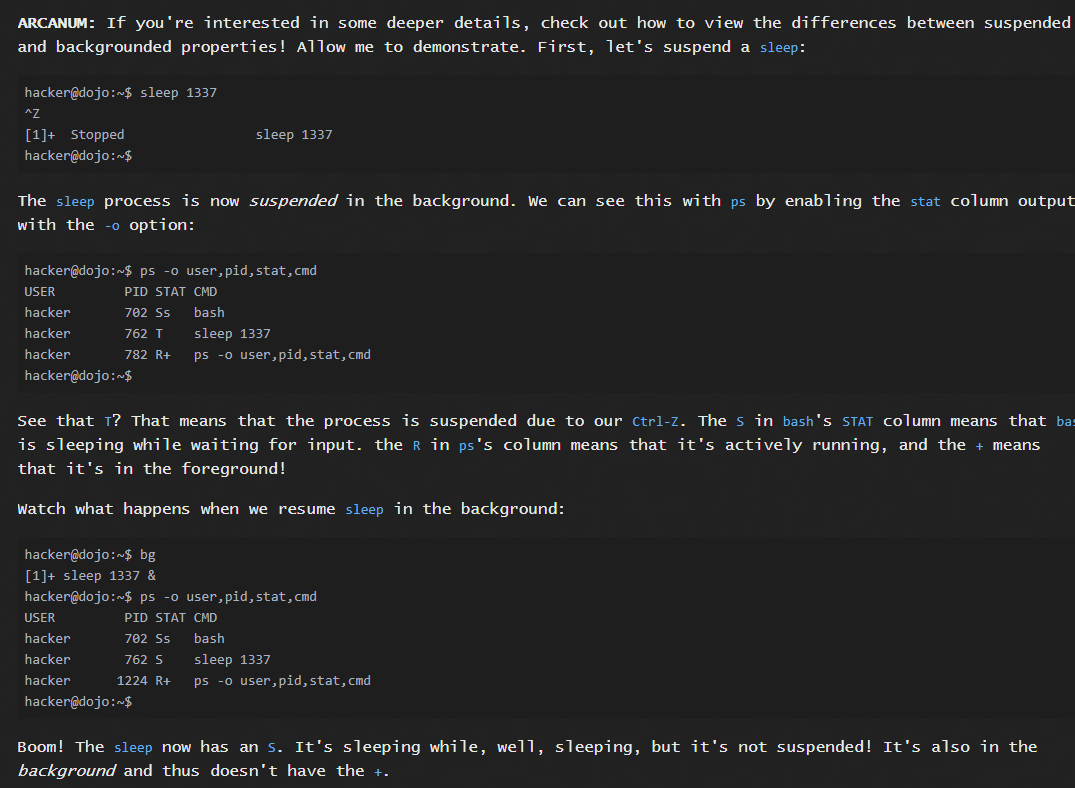 ARCANUM: If you're interested in some deeper details, check out how to view the differences between suspended
and backgrounded properties! Allow me to demonstrate. First, let's suspend a sleep:
hacker@dojo:~$ sleep 1337
^Z
[1]+  Stopped                 sleep 1337
hacker@dojo:~$
The sleep process is now suspended in the background. We can see this with ps by enabling the stat column output
with the -o option:
hacker@dojo:~$ ps -o user,pid,stat,cmd
USER         PID STAT CMD
hacker       702 Ss   bash
hacker       762 T    sleep 1337
hacker       782 R+   ps -o user,pid,stat,cmd
hacker@dojo:~$
See that T? That means that the process is suspended due to our Ctrl-Z. The S in bash's STAT column means that bas
is sleeping while waiting for input. the R in ps's column means that it's actively running, and the + means
that it's in the foreground!
Watch what happens when we resume sleep in the background:
hacker@dojo:~$ bg
[1]+ sleep 1337 &
hacker@dojo:~$ ps -o user,pid,stat,cmd
USER         PID STAT CMD
hacker       702 Ss   bash
hacker       762 S    sleep 1337
hacker      1224 R+   ps -o user,pid,stat,cmd
hacker@dojo:~$
Boom! The sleep now has an S. It's sleeping while, well, sleeping, but it's not suspended! It's also in the
background and thus doesn't have the +.